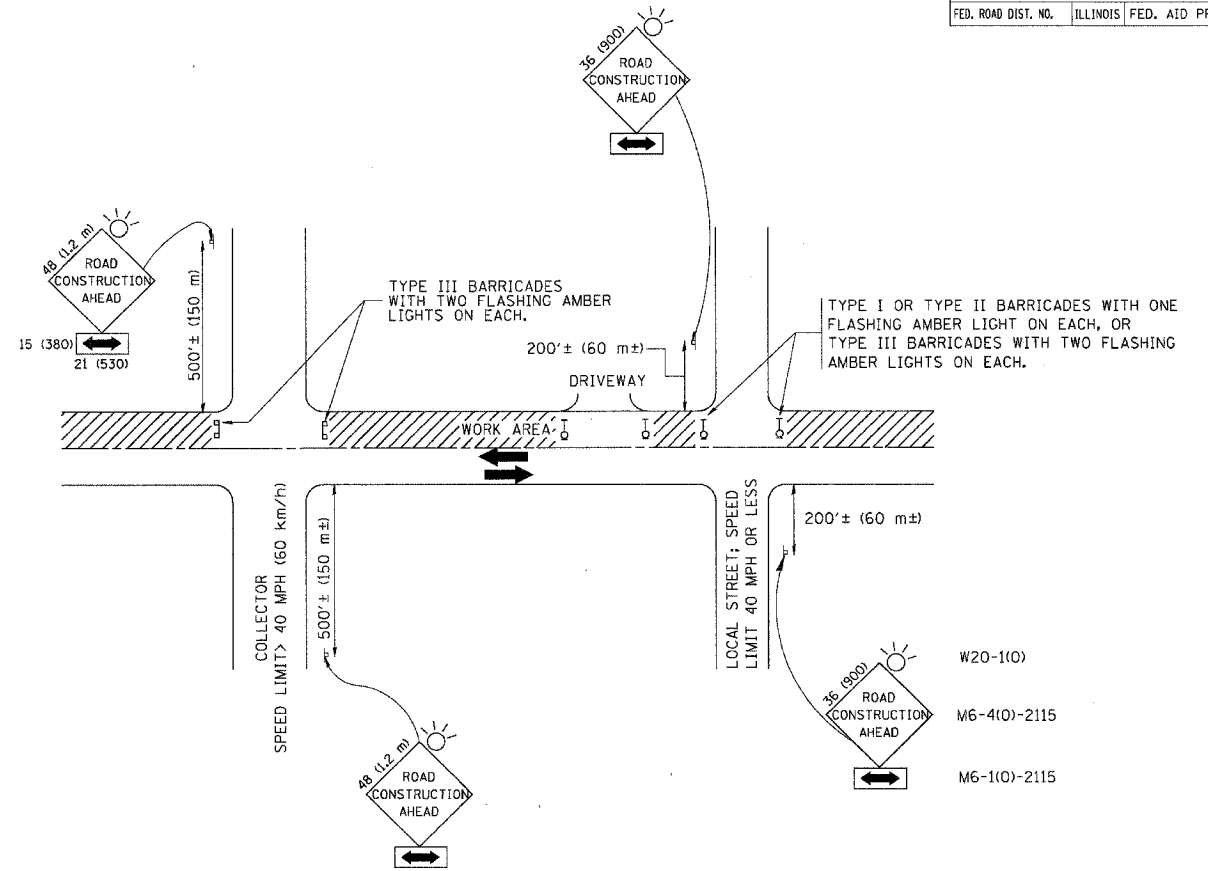 FED. ROAD DIST. NO. ILLINOIS FED. AID PR
36 (900)
ROAD
CONSTRUCTION
AHEAD
48 (1.2 m)
ROAD
CONSTRUCTION
AHEAD
15 (380)
21 (530)
500'± (150 m)
TYPE III BARRICADES
WITH TWO FLASHING AMBER
LIGHTS ON EACH.
200'± (60 m±)
DRIVEWAY
TYPE I OR TYPE II BARRICADES WITH ONE
FLASHING AMBER LIGHT ON EACH, OR
TYPE III BARRICADES WITH TWO FLASHING
AMBER LIGHTS ON EACH.
WORK AREA
COLLECTOR
SPEED LIMIT> 40 MPH (60 km/h)
500'± (150 m±)
LOCAL STREET; SPEED
LIMIT 40 MPH OR LESS
200'± (60 m±)
48 (1.2 m)
ROAD
CONSTRUCTION
AHEAD
36 (900)
ROAD
CONSTRUCTION
AHEAD
W20-1(O)
M6-4(O)-2115
M6-1(O)-2115